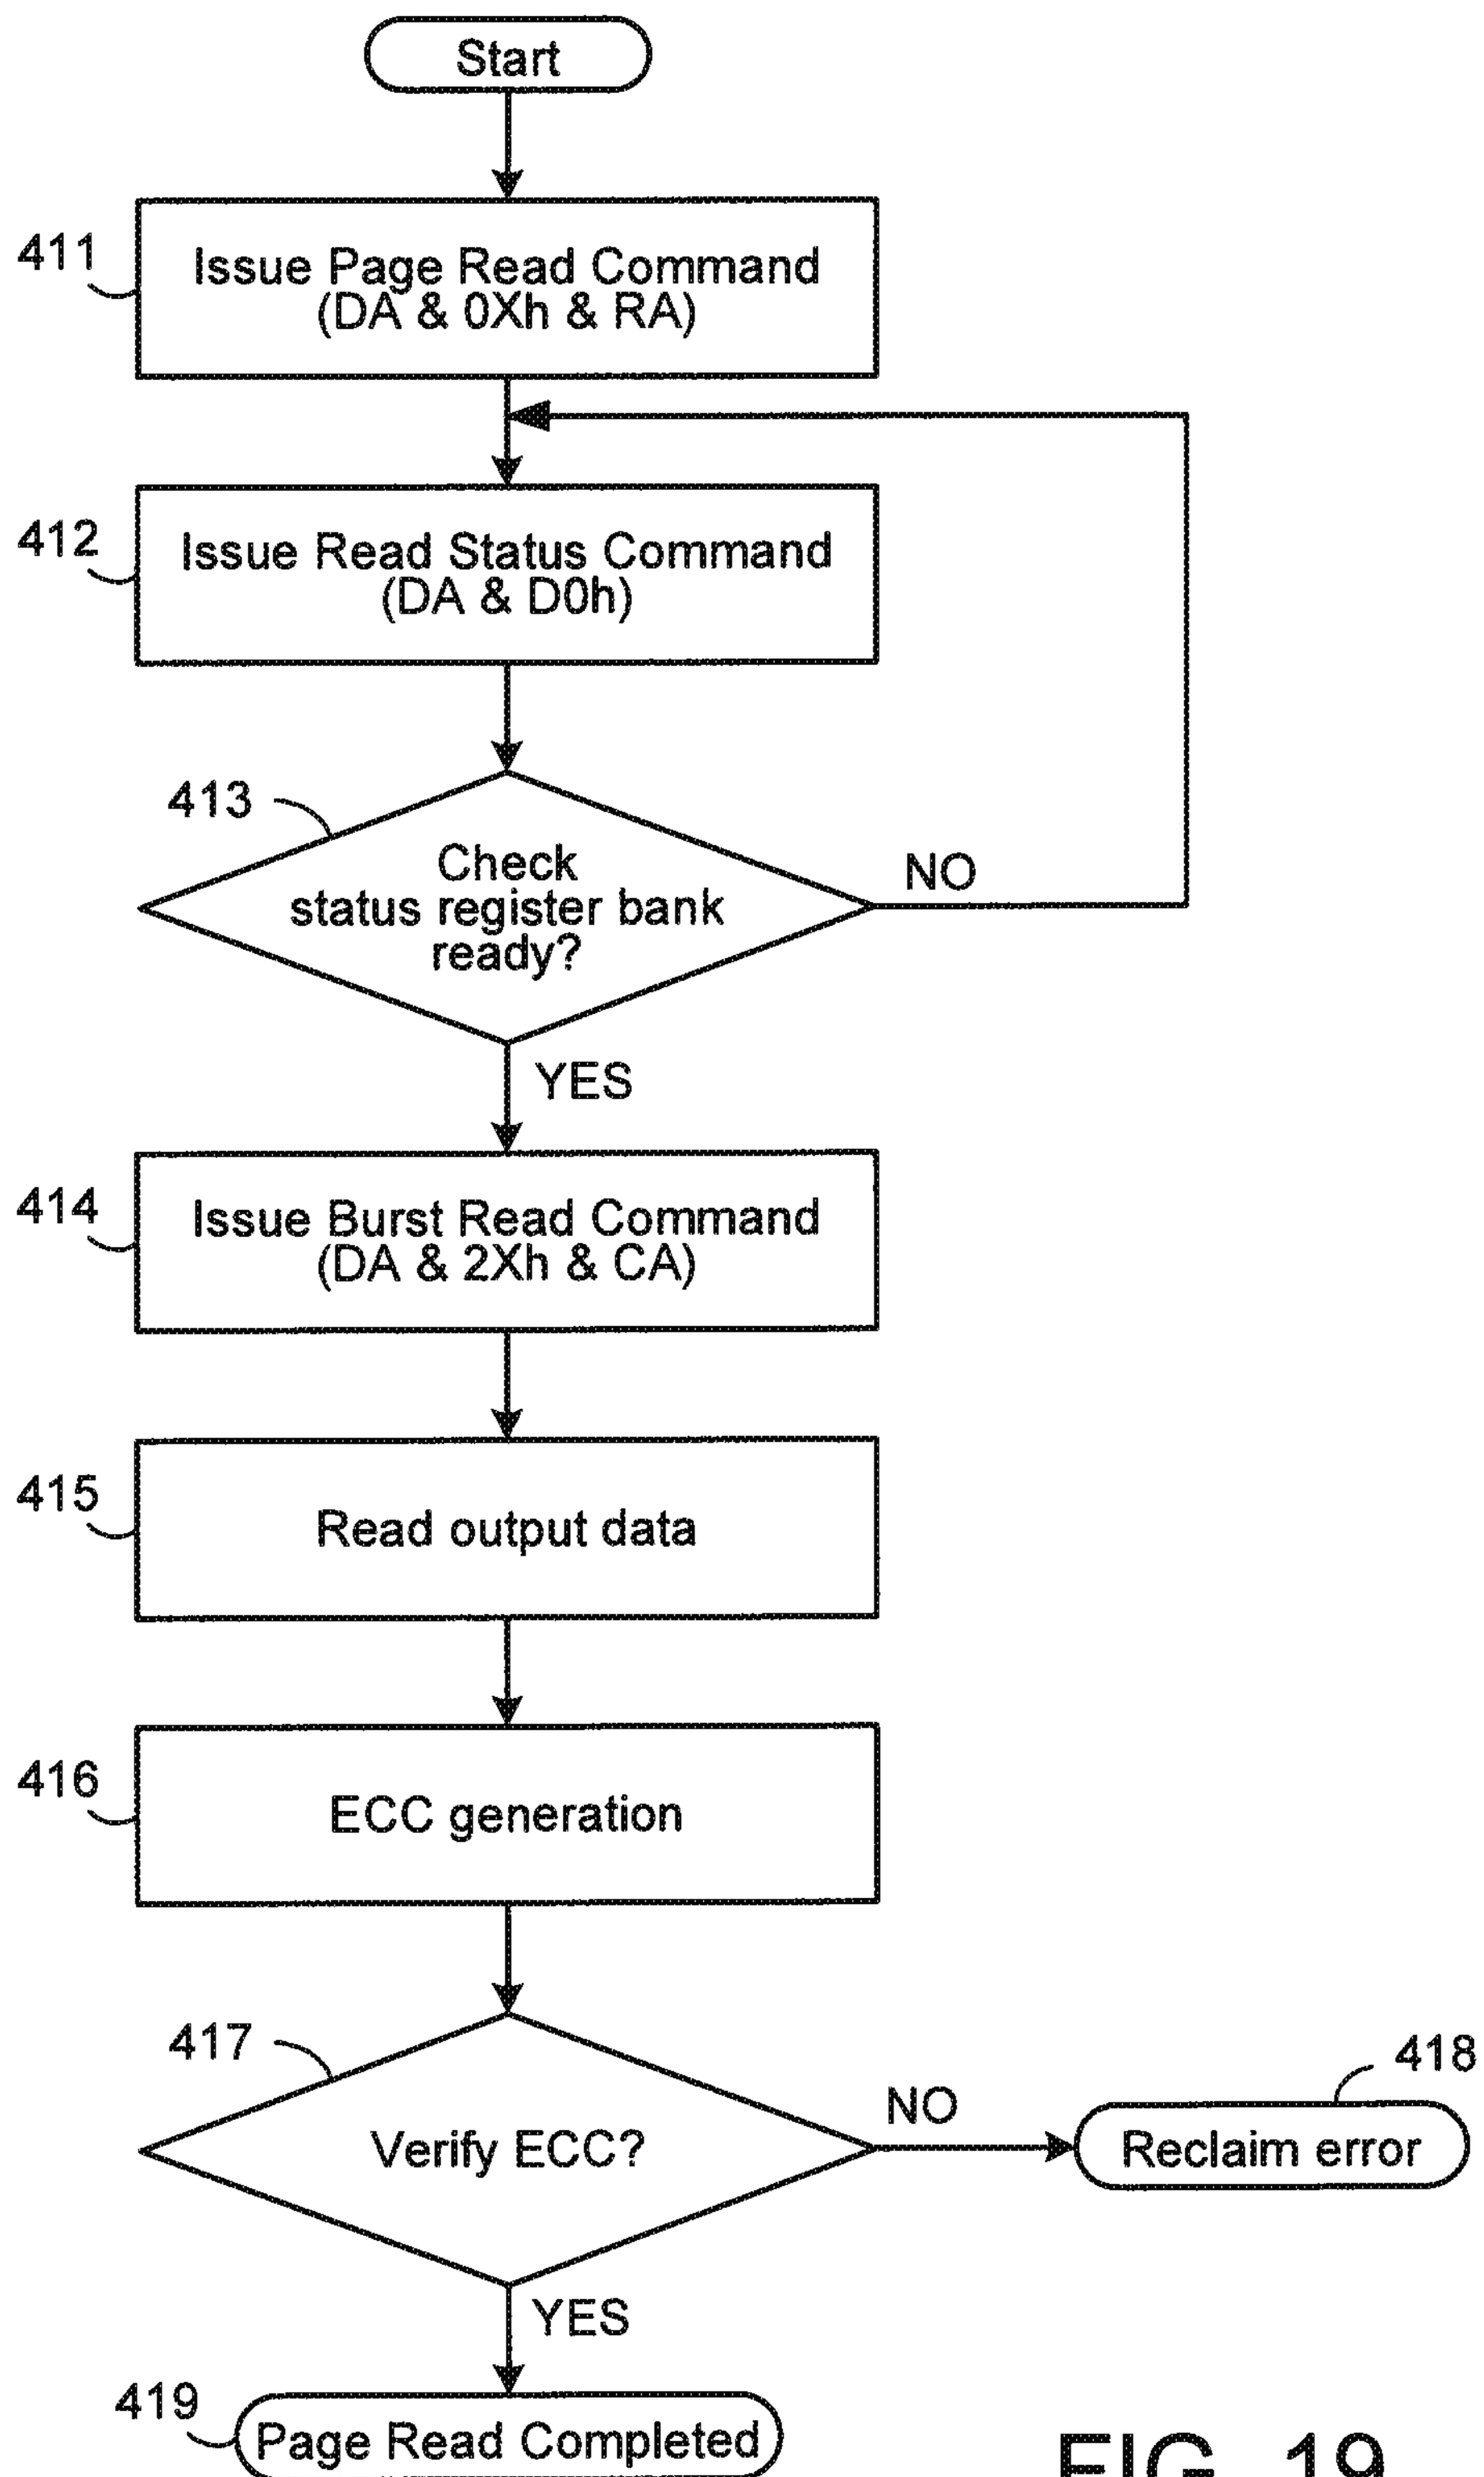 Start
411
Issue Page Read Command
(DA & 0Xh & RA)
412
Issue Read Status Command
(DA & D0h)
413
Check
status register bank
ready?
NO
YES
414
Issue Burst Read Command
(DA & 2Xh & CA)
415
Read output data
416
ECC generation
417
Verify ECC?
NO
418
Reclaim error
YES
419
Page Read Completed
FIG. 19